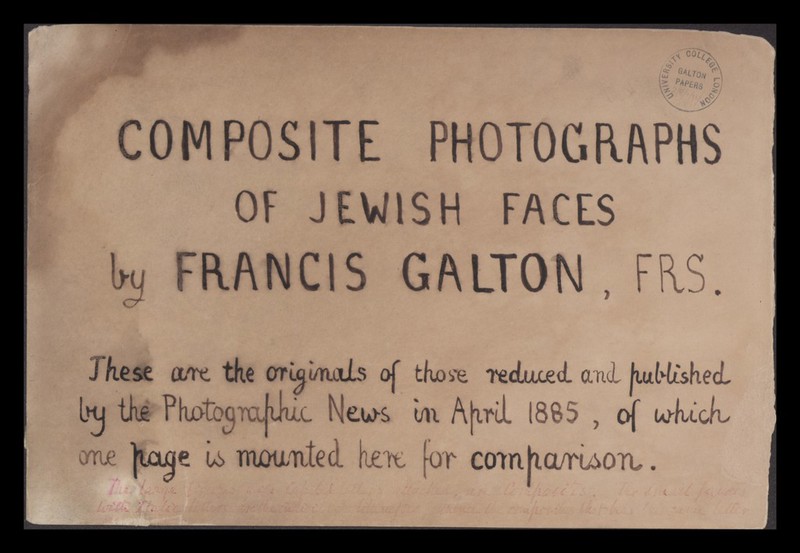 UNIVERSITY COLLEGE LONDON
GALTON
PAPERS
COMPOSITE PHOTOGRAPHS
OF JEWISH FACES
by FRANCIS GALTON, FRS.
These are the originals of those reduced and published
by the Photographic News in April 1885, of which
one page is mounted here for comparison.